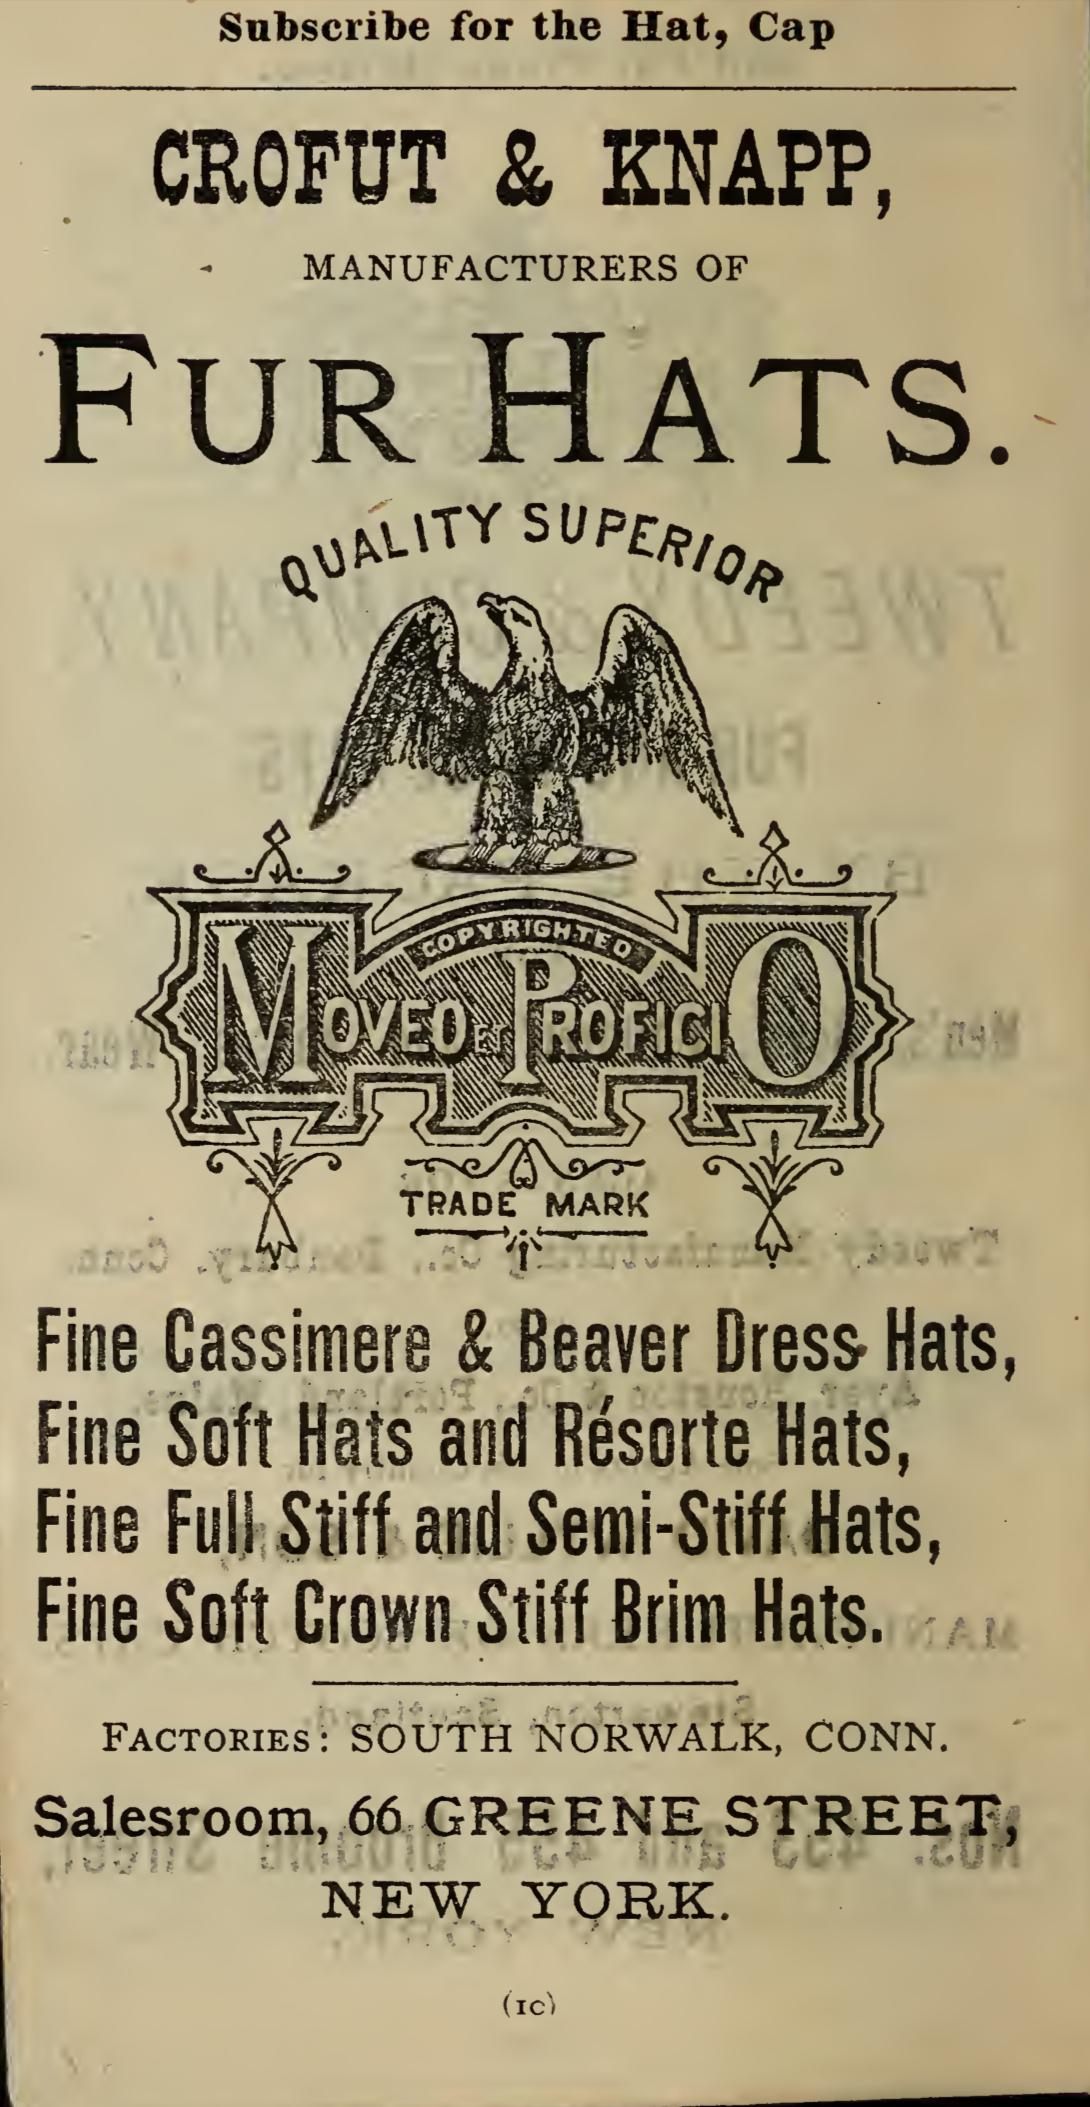 Subscribe for the Hat, Cap
CROFUT & KNAPP,
MANUFACTURERS OF
FUR HATS.
QUALITY SUPERIOR
COPYRIGHTED
MOVEO ET PROFICIO
TRADE MARK
Fine Cassimere & Beaver Dress Hats,
Fine Soft Hats and Résorte Hats,
Fine Full Stiff and Semi-Stiff Hats,
Fine Soft Crown Stiff Brim Hats.
FACTORIES: SOUTH NORWALK, CONN.
Salesroom, 66 GREENE STREET,
NEW YORK.
(10)